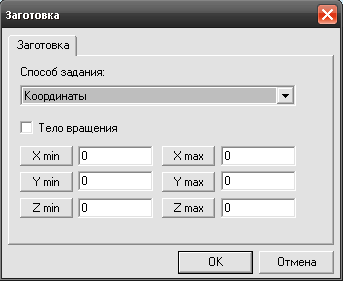 Заготовка
Заготовка
Способ задания:
Координаты
Тело вращения
X min 0 X max 0
Y min 0 Y max 0
Z min 0 Z max 0
OK Отмена